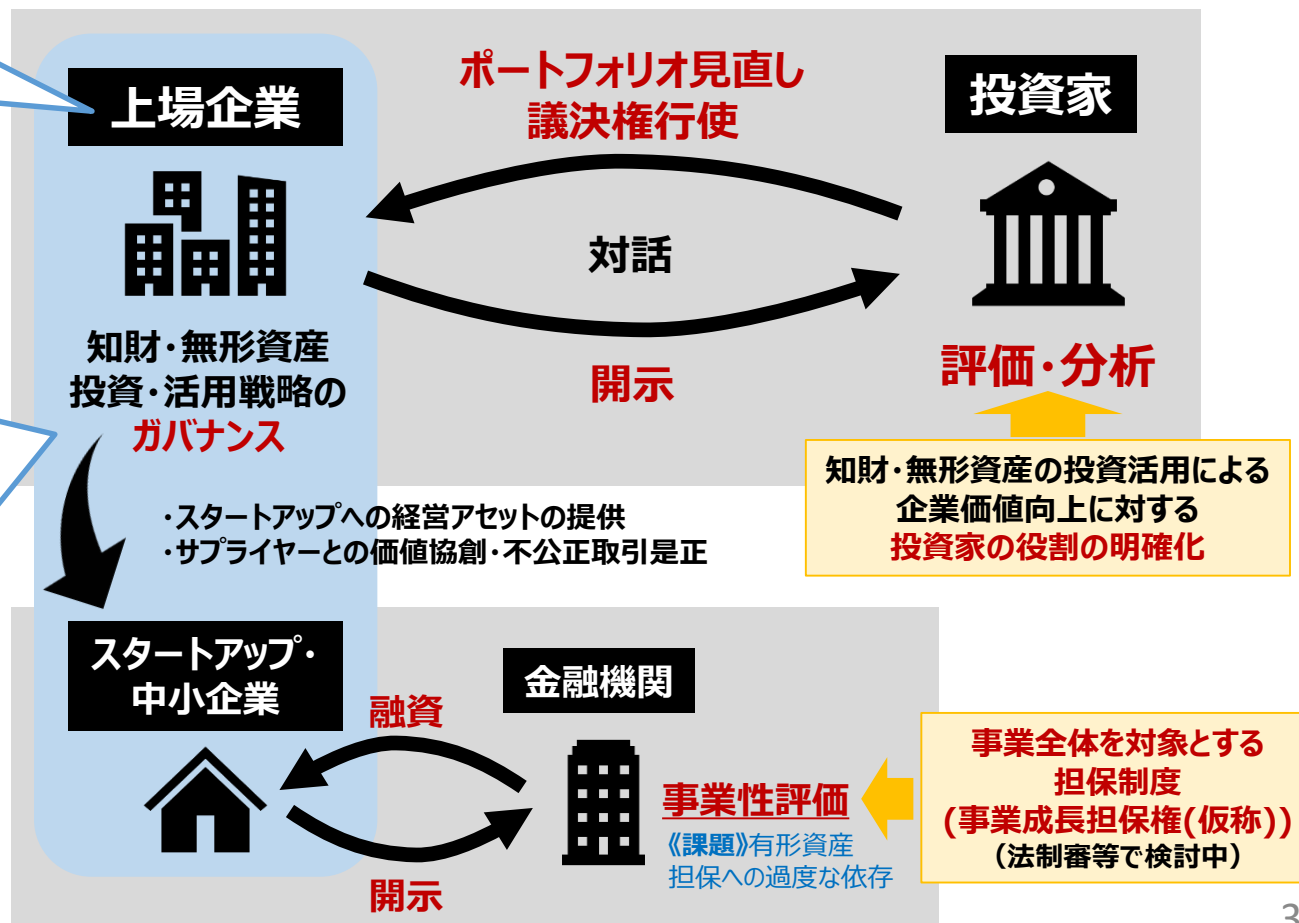 上場企業
知財・無形資産
投資・活用戦略の
ガバナンス
ポートフォリオ見直し
議決権行使
対話
開示
投資家
評価・分析
知財・無形資産の投資活用による
企業価値向上に対する
投資家の役割の明確化
・スタートアップへの経営アセットの提供
・サプライヤーとの価値協創・不公正取引是正
スタートアップ・
中小企業
融資
開示
金融機関
事業性評価
《課題》有形資産
担保への過度な依存
事業全体を対象とする
担保制度
(事業成長担保権(仮称))
（法制審等で検討中）
3